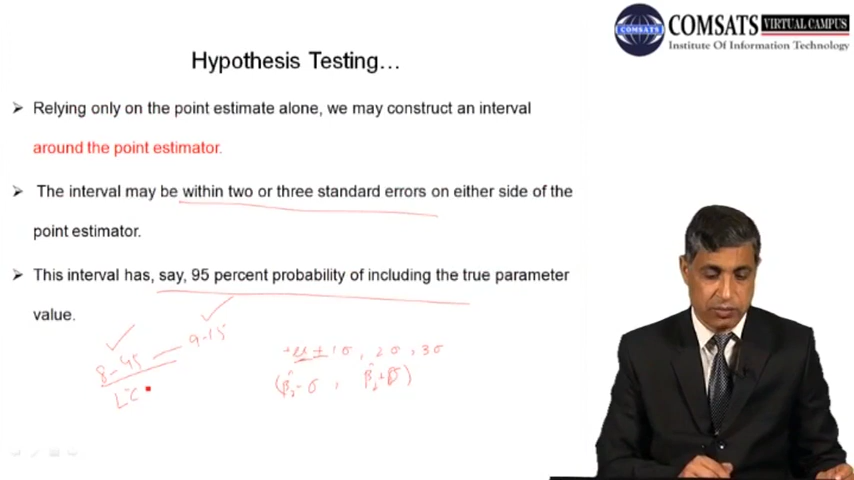 COMSATS VIRTUAL CAMPUS
COMSATS
Institute Of Information Technology
Hypothesis Testing...
➢ Relying only on the point estimate alone, we may construct an interval
around the point estimator.
➢ The interval may be within two or three standard errors on either side of the
point estimator.
➢ This interval has, say, 95 percent probability of including the true parameter
value.
9-15
8-45
+μ ± 1σ, 2σ, 3σ